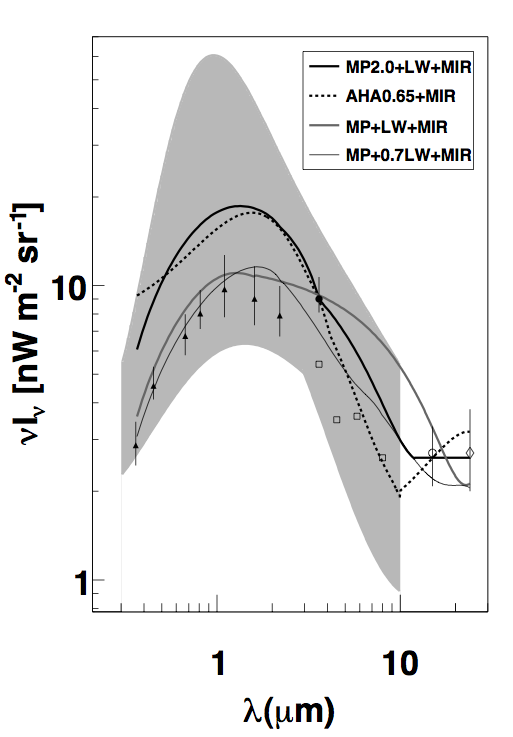 MP2.0+LW+MIR
AHA0.65+MIR
MP+LW+MIR
MP+0.7LW+MIR
νIν [nW m-2 sr-1]
10
1
1
10
λ(μm)